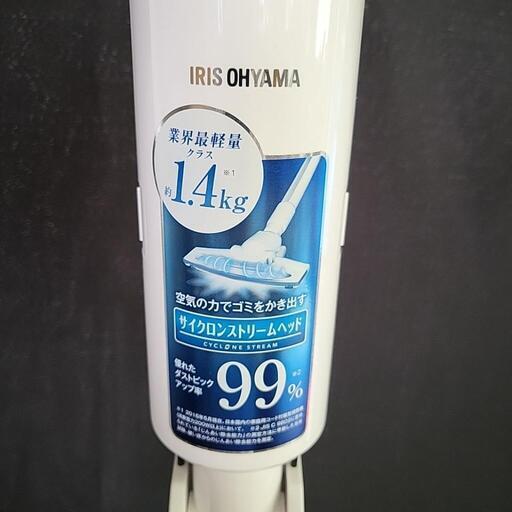 IRIS OHYAMA
業界最軽量
クラス
約1.4kg※1
空気の力でゴミをかき出す
サイクロンストリームヘッド
CYCLONE STREAM
優れた
ダストピック
アップ率
99%※2